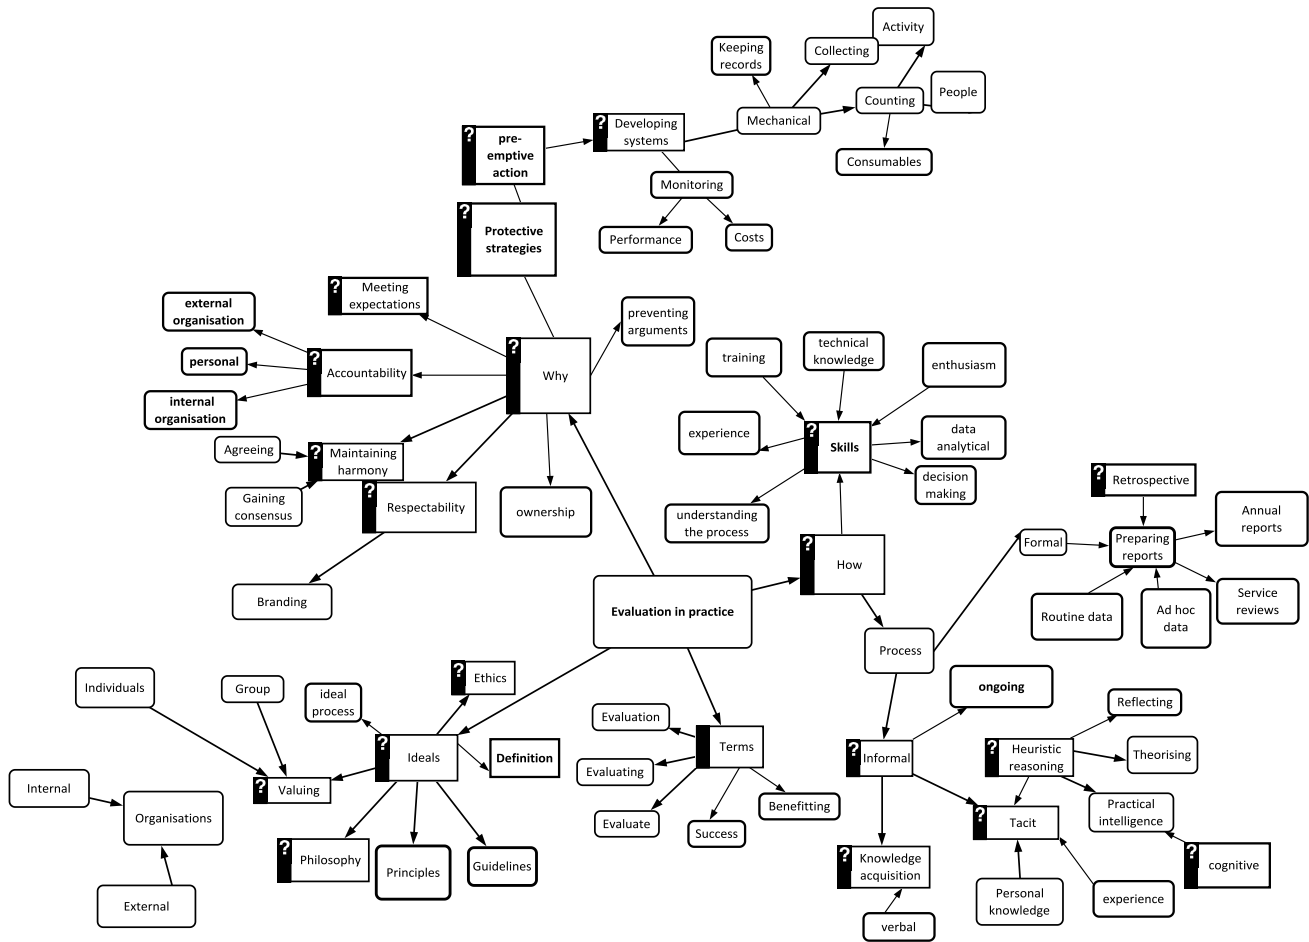 Activity
Keeping
records
Collecting
People
Counting
Mechanical
?
Developing
systems
?
pre-
emptive
action
Consumables
Monitoring
?
Protective
strategies
Performance
Costs
?
Meeting
expectations
external
organisation
preventing
arguments
?
Why
personal
?
Accountability
internal
organisation
training
technical
knowledge
enthusiasm
experience
?
Skills
data
analytical
decision
making
understanding
the process
Agreeing
?
Maintaining
harmony
Gaining
consensus
?
Respectability
ownership
Branding
?
Retrospective
Annual
reports
Formal
Preparing
reports
Service
reviews
Routine data
Ad hoc
data
?
How
Evaluation in practice
Process
ongoing
?
Ethics
Individuals
Group
ideal
process
?
Ideals
Definition
?
Valuing
Internal
Organisations
External
?
Philosophy
Principles
Guidelines
Evaluation
Terms
Evaluating
Evaluate
Success
Benefitting
?
Informal
?
Heuristic
reasoning
Reflecting
Theorising
Practical
intelligence
?
Tacit
?
cognitive
?
Knowledge
acquisition
Personal
knowledge
experience
verbal